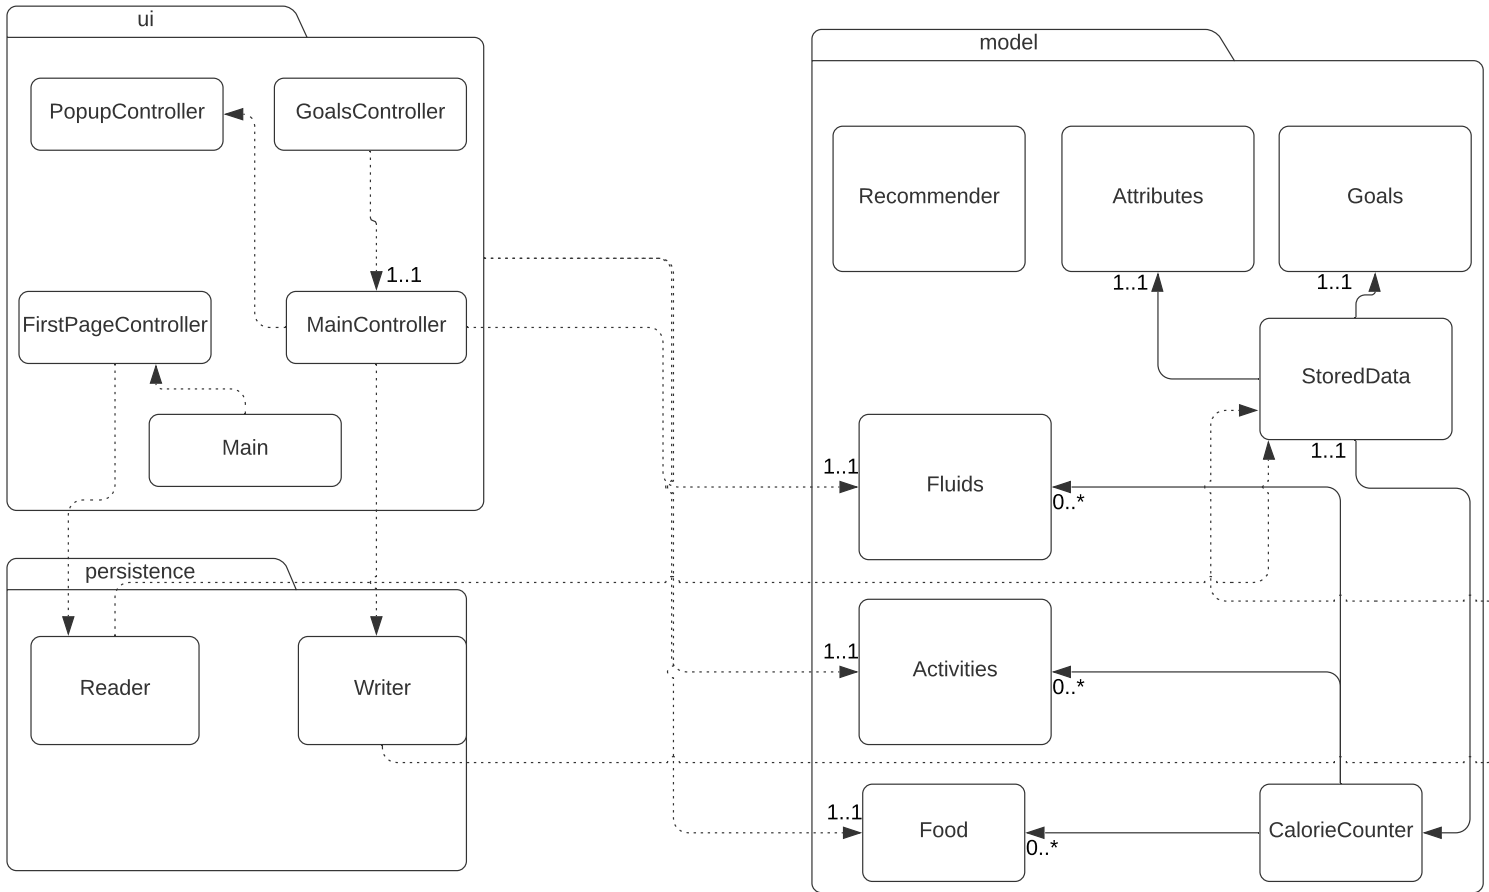 ui
model
PopupController
GoalsController
Recommender
Attributes
Goals
1..1
1..1
1..1
FirstPageController
MainController
StoredData
Main
1..1
1..1
Fluids
0..*
persistence
1..1
Activities
0..*
Reader
Writer
1..1
Food
0..*
CalorieCounter